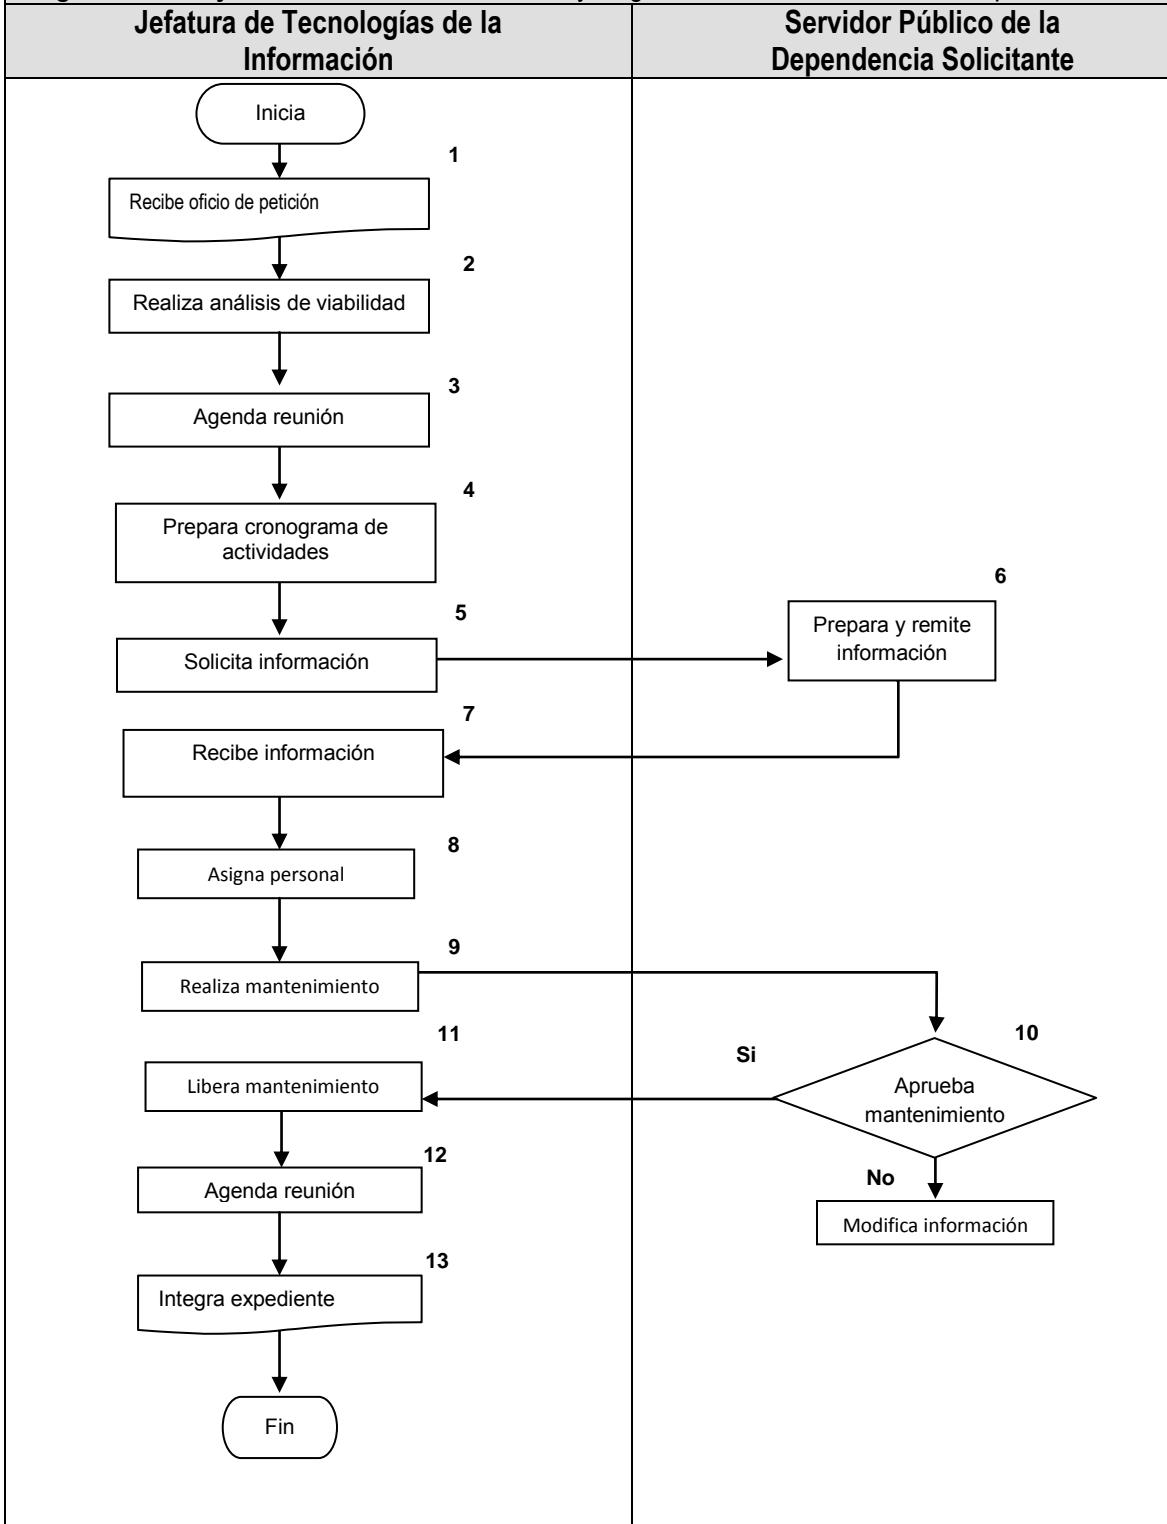 Jefatura de Tecnologías de la
Información
Servidor Público de la
Dependencia Solicitante
Inicia
1
Recibe oficio de petición
2
Realiza análisis de viabilidad
3
Agenda reunión
4
Prepara cronograma de
actividades
5
Solicita información
6
Prepara y remite
información
7
Recibe información
8
Asigna personal
9
Realiza mantenimiento
10
Aprueba
mantenimiento
Si
No
Modifica información
11
Libera mantenimiento
12
Agenda reunión
13
Integra expediente
Fin